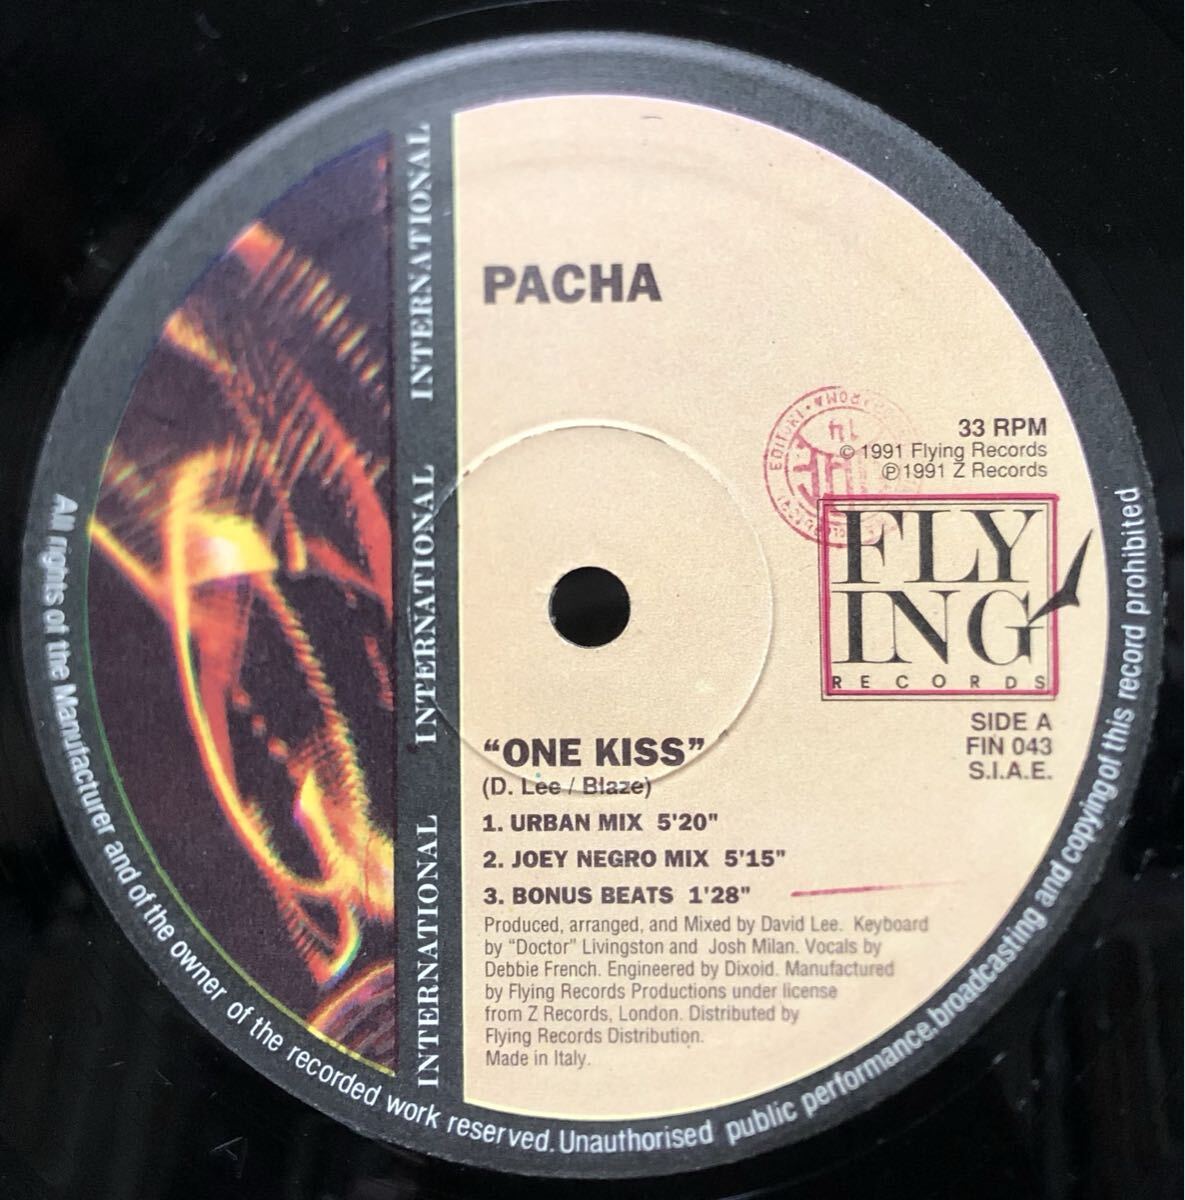 INTERNATIONAL INTERNATIONAL INTERNATIONAL
PACHA
33 RPM
© 1991 Flying Records
℗ 1991 Z Records
FLY
ING
RECORDS
SIDE A
FIN 043
S.I.A.E.
“ONE KISS”
(D. Lee / Blaze)
1. URBAN MIX 5'20"
2. JOEY NEGRO MIX 5'15"
3. BONUS BEATS 1'28"
Produced, arranged, and Mixed by David Lee. Keyboard
by “Doctor” Livingston and Josh Milan. Vocals by
Debbie French. Engineered by Dixoid. Manufactured
by Flying Records Productions under license
from Z Records, London. Distributed by
Flying Records Distribution.
Made in Italy.
All rights of the Manufacturer and of the owner of the recorded work reserved. Unauthorised public performance, broadcasting and copying of this record prohibited